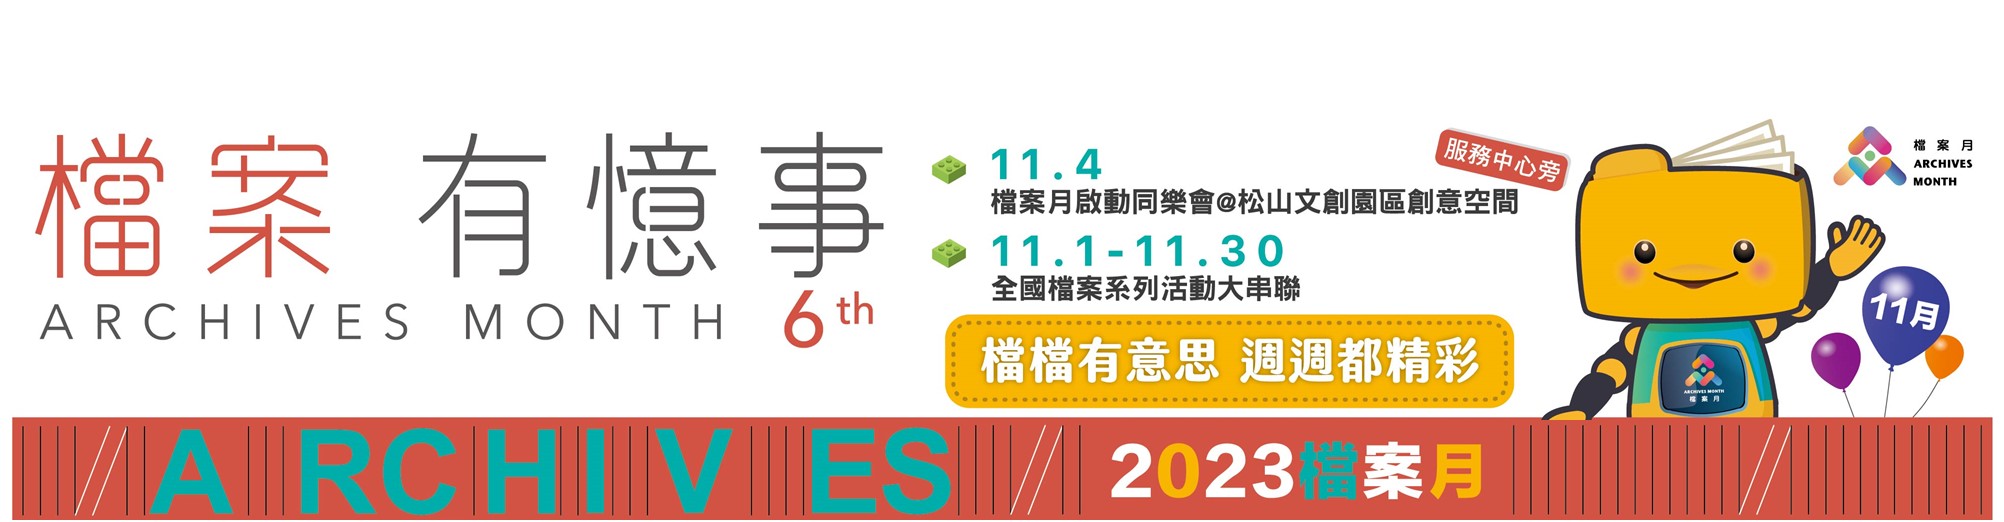 檔案 有憶事
ARCHIVES MONTH 6th
11.4
檔案月啟動同樂會@松山文創園區創意空間
服務中心旁
11.1-11.30
全國檔案系列活動大串聯
檔檔有意思 週週都精彩
檔案月
ARCHIVES
MONTH
11月
ARCHIVES MONTH
檔案月
ARCHIVES
2023檔案月